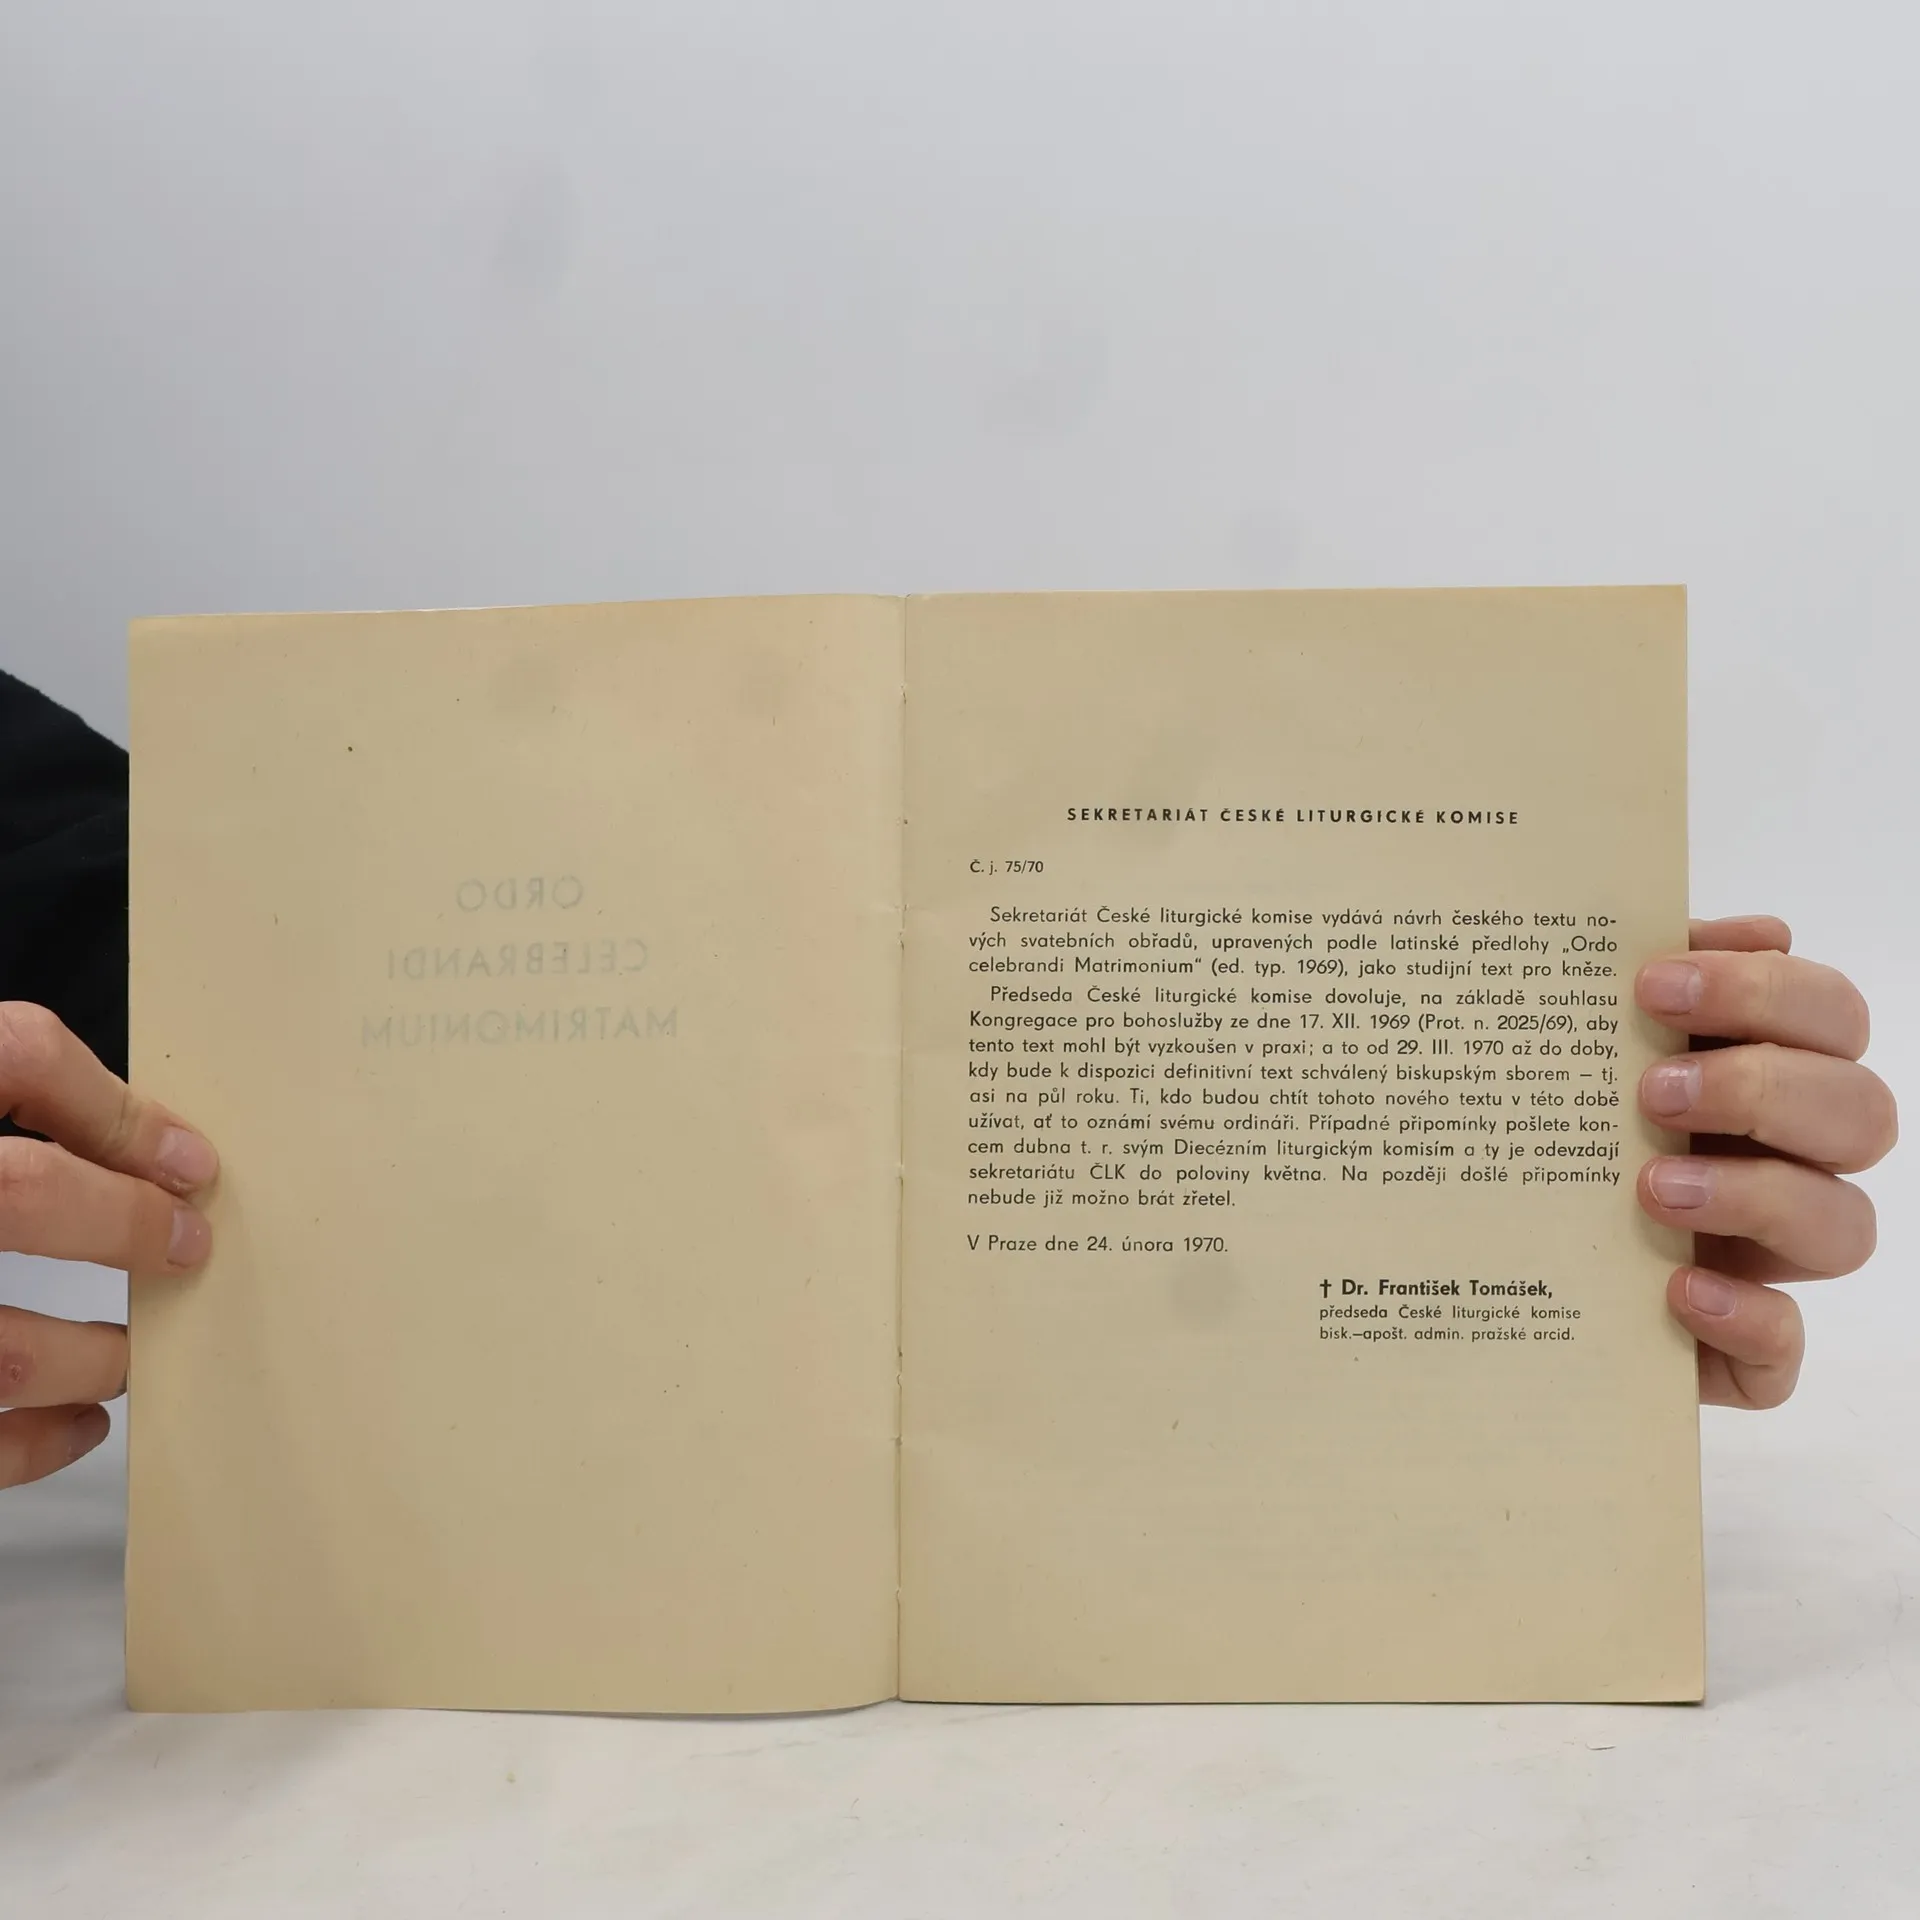 ORDO
CELEBRANDI
MATRIMONIUM
SEKRETARIÁT ČESKÉ LITURGICKÉ KOMISE
Č. j. 75/70
Sekretariát České liturgické komise vydává návrh českého textu no-
vých svatebních obřadů, upravených podle latinské předlohy „Ordo
celebrandi Matrimonium“ (ed. typ. 1969), jako studijní text pro kněze.
Předseda České liturgické komise dovoluje, na základě souhlasu
Kongregace pro bohoslužby ze dne 17. XII. 1969 (Prot. n. 2025/69), aby
tento text mohl být vyzkoušen v praxi; a to od 29. III. 1970 až do doby,
kdy bude k dispozici definitivní text schválený biskupským sborem — tj.
asi na půl roku. Ti, kdo budou chtít tohoto nového textu v této době
užívat, ať to oznámí svému ordináři. Případné připomínky pošlete kon-
cem dubna t. r. svým Diecézním liturgickým komisím a ty je odevzdají
sekretariátu ČLK do poloviny května. Na později došlé připomínky
nebude již možno brát zřetel.
V Praze dne 24. února 1970.
† Dr. František Tomášek,
předseda České liturgické komise
bisk.—apošt. admin. pražské arcid.